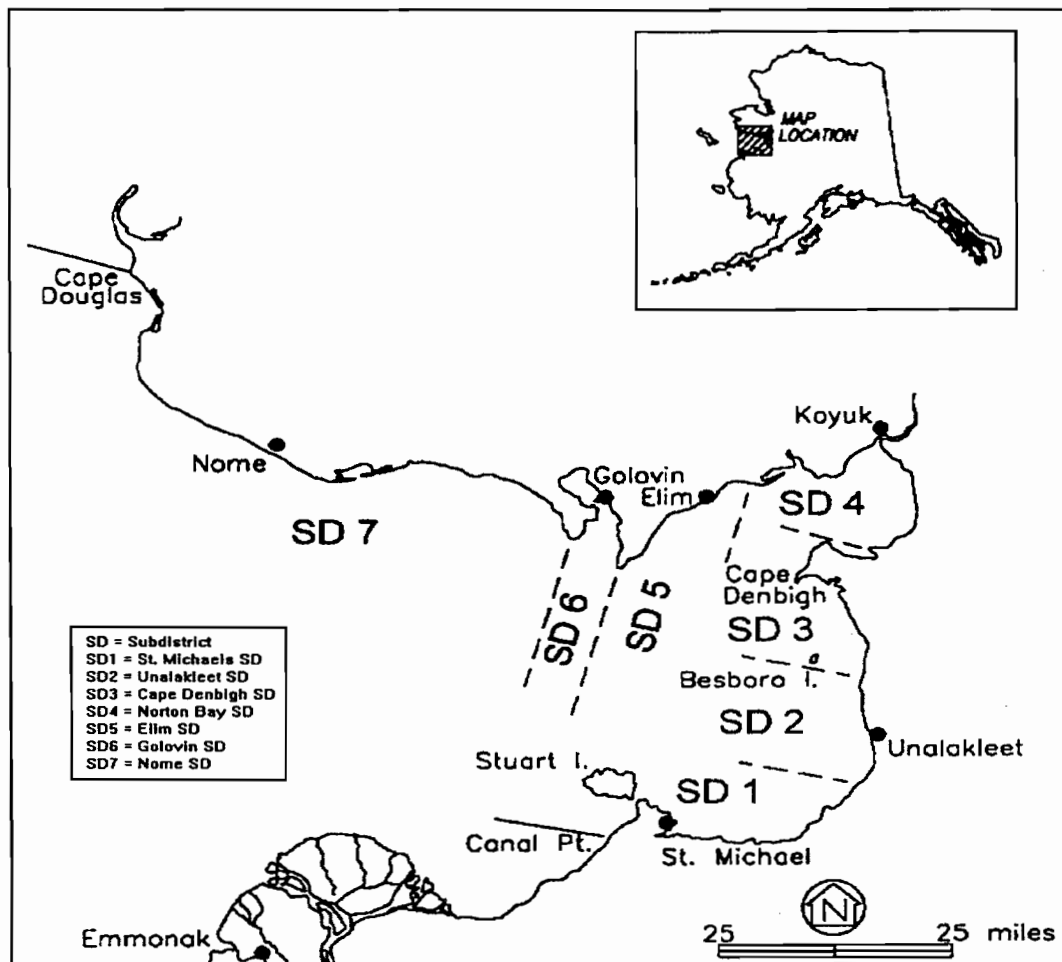 MAP
LOCATION
Cape
Douglas
Koyuk
Nome
Golovin
Elim
SD 4
SD 7
Cape
Denbigh
SD 6
SD 5
SD 3
SD = Subdistrict
SD1 = St. Michaels SD
SD2 = Unalakleet SD
SD3 = Cape Denbigh SD
SD4 = Norton Bay SD
SD5 = Elim SD
SD6 = Golovin SD
SD7 = Nome SD
Besboro I.
SD 2
Unalakleet
Stuart I.
SD 1
Canal Pt.
St. Michael
N
Emmonak
25
25 miles